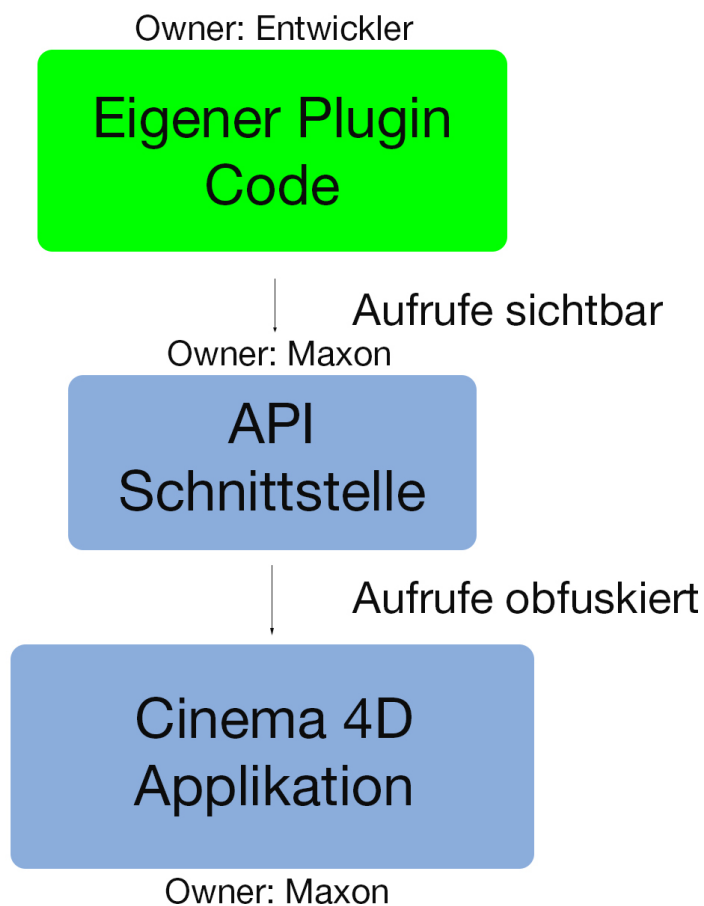 Owner: Entwickler
Eigener Plugin
Code
Aufrufe sichtbar
Owner: Maxon
API
Schnittstelle
Aufrufe obfuskiert
Cinema 4D
Applikation
Owner: Maxon